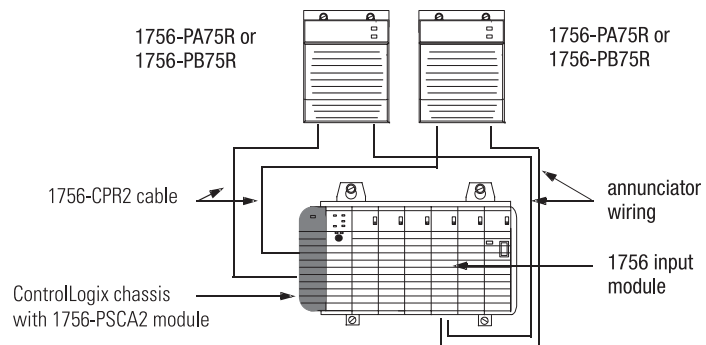 1756-PA75R or
1756-PB75R
1756-PA75R or
1756-PB75R
1756-CPR2 cable
annunciator
wiring
1756 input
module
ControlLogix chassis
with 1756-PSCA2 module